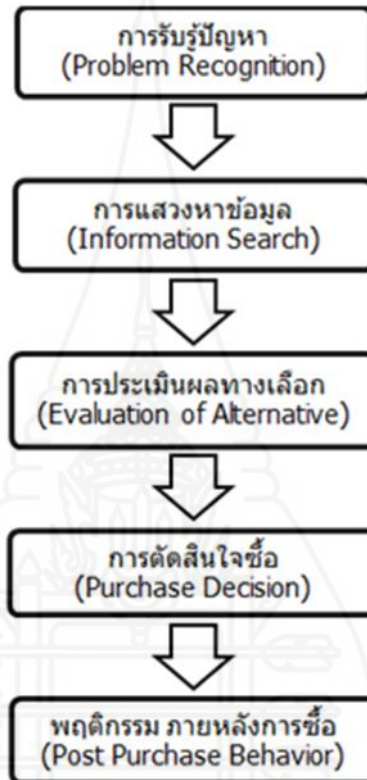 การรับรู้ปัญหา
(Problem Recognition)
การแสวงหาข้อมูล
(Information Search)
การประเมินผลทางเลือก
(Evaluation of Alternative)
การตัดสินใจซื้อ
(Purchase Decision)
พฤติกรรม ภายหลังการซื้อ
(Post Purchase Behavior)